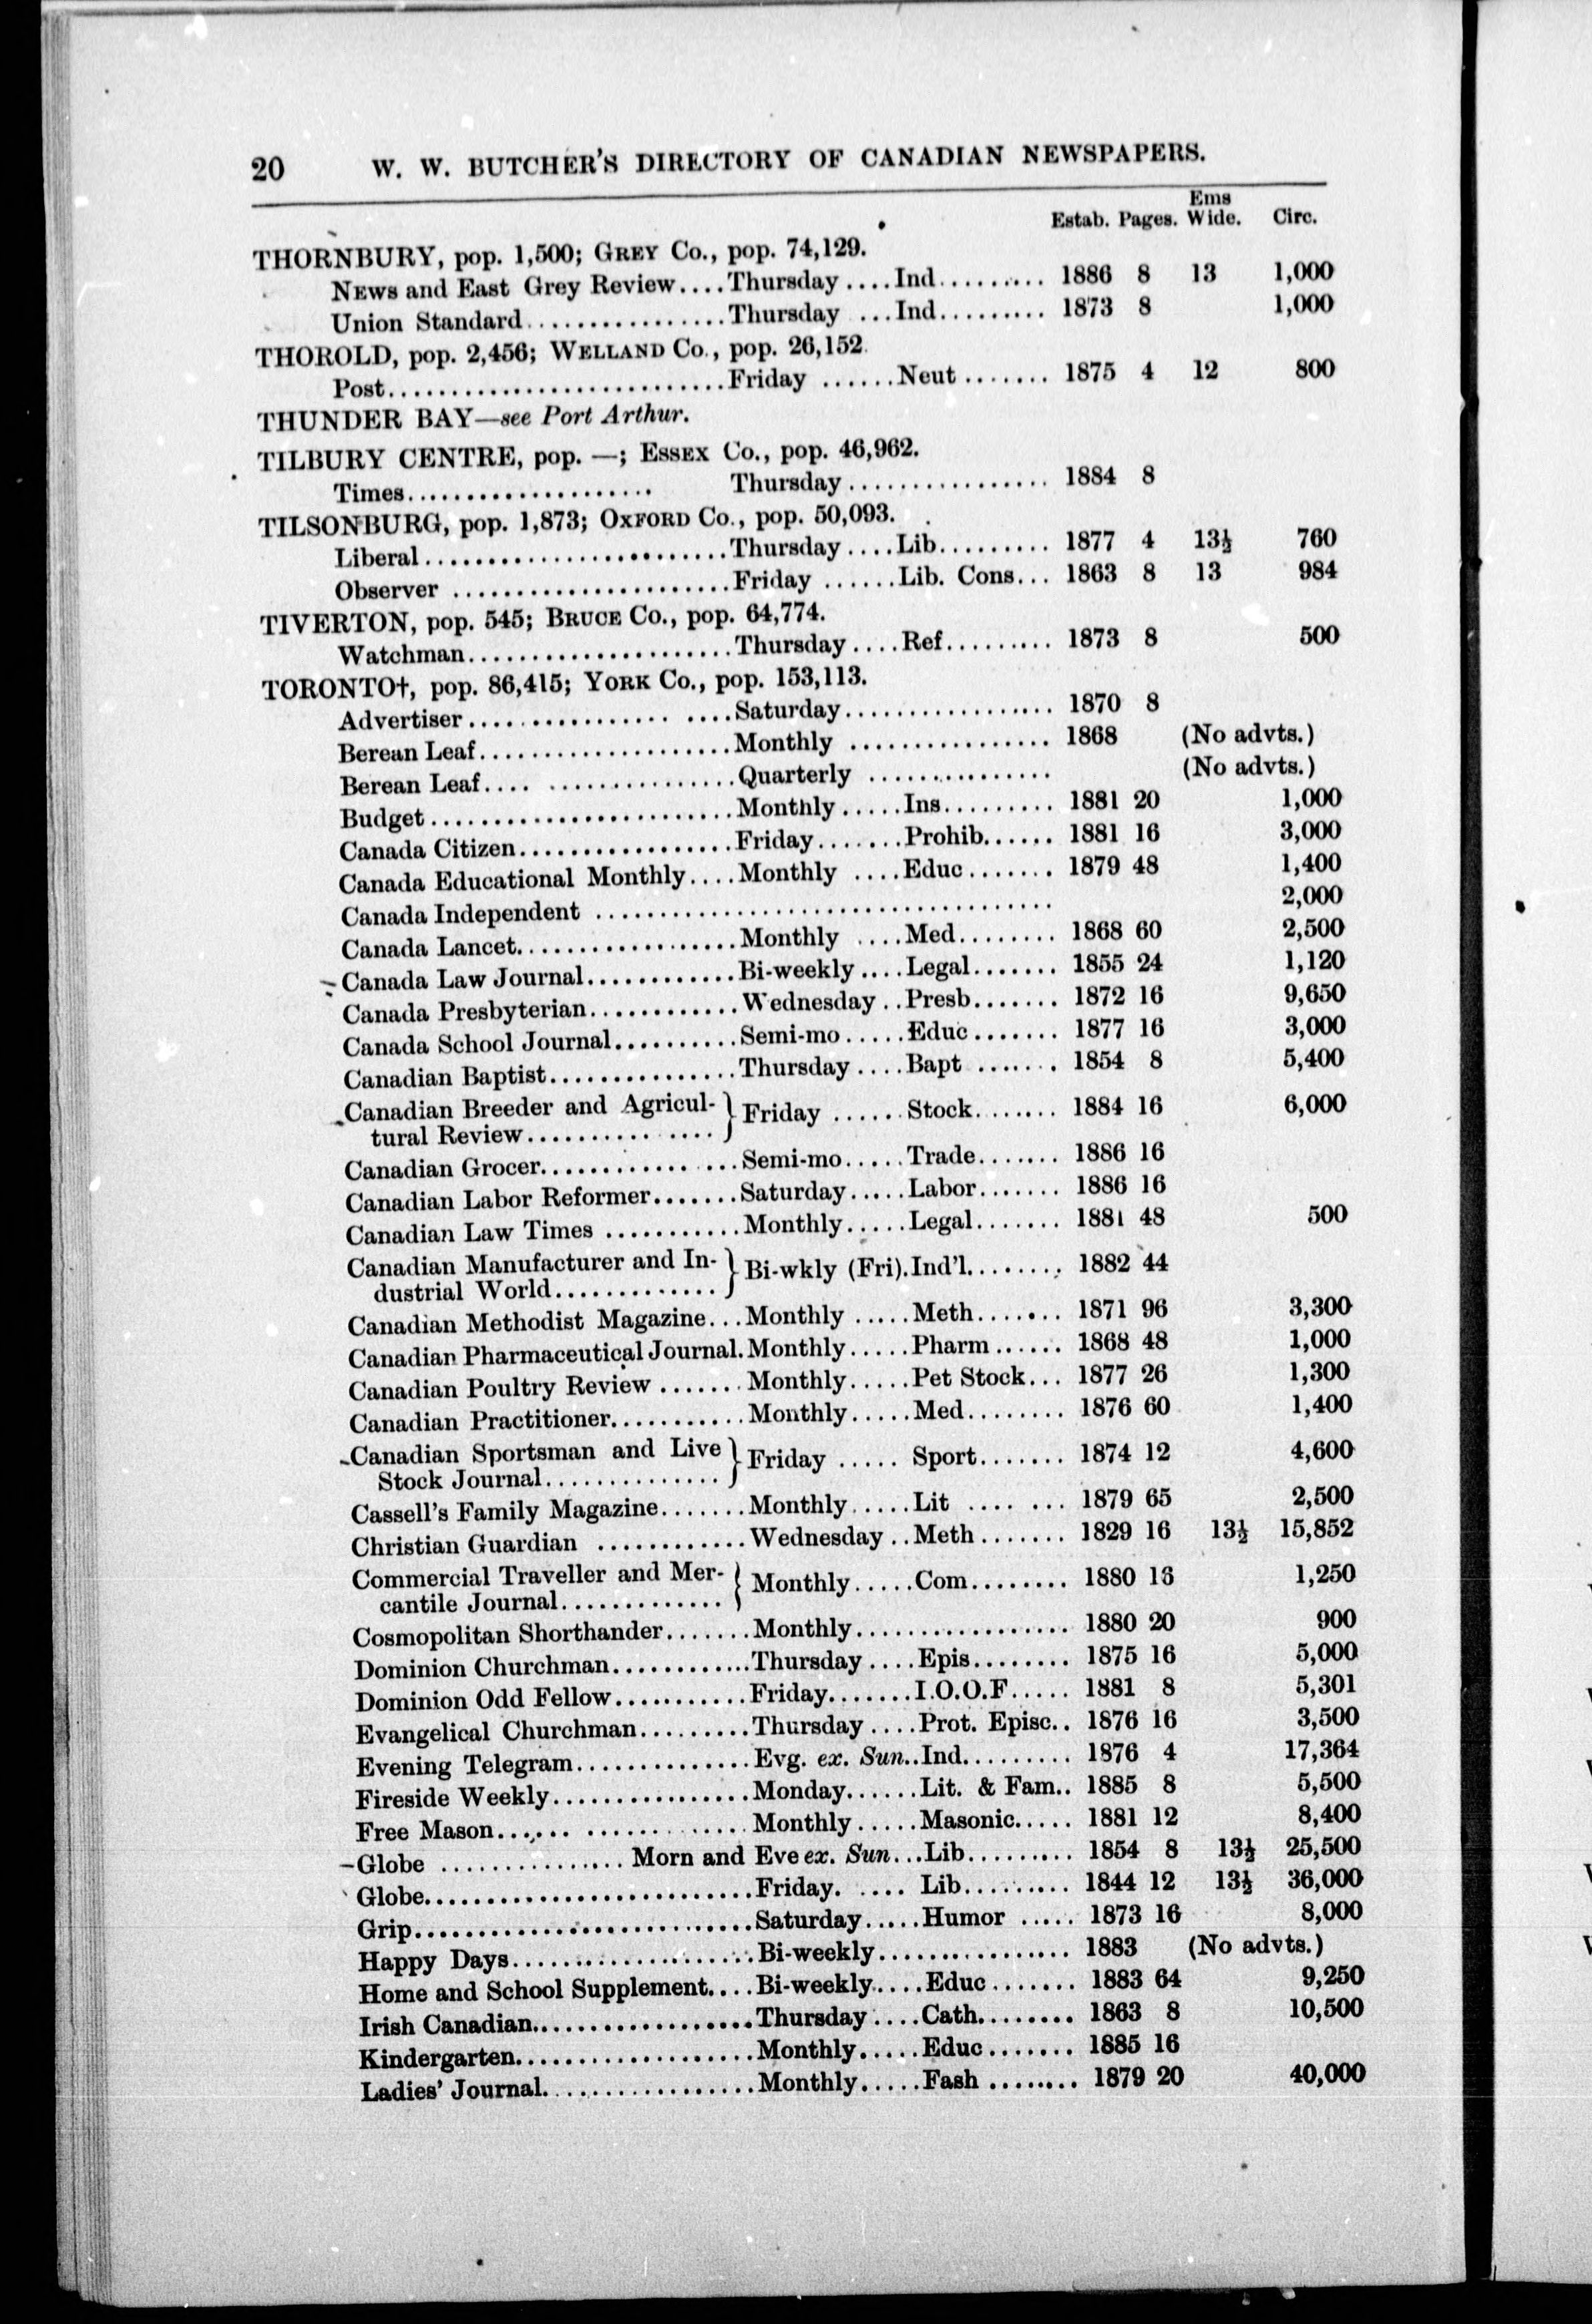 20 W. W. BUTCHER'S DIRECTORY OF CANADIAN NEWSPAPERS.
Ems
Estab. Pages. Wide. Circ.
THORNBURY, pop. 1,500; GREY Co., pop. 74,129.
NEws and East Grey Review....Thursday....Ind......... 1886 8 13 1,000
Union Standard................Thursday ...Ind......... 1873 8 1,000
THOROLD, pop. 2,456; WELLAND Co., pop. 26,152.
Post...........................Friday ......Neut....... 1875 4 12 800
THUNDER BAY—see Port Arthur.
TILBURY CENTRE, pop. —; ESSEX Co., pop. 46,962.
Times.................... Thursday................ 1884 8
TILSONBURG, pop. 1,873; OXFORD Co., pop. 50,093.
Liberal........................Thursday....Lib......... 1877 4 13½ 760
Observer ......................Friday ......Lib. Cons... 1863 8 13 984
TIVERTON, pop. 545; BRUCE Co., pop. 64,774.
Watchman.....................Thursday....Ref......... 1873 8 500
TORONTO†, pop. 86,415; YORK Co., pop. 153,113.
Advertiser................ ....Saturday................. 1870 8
Berean Leaf....................Monthly ................ 1868 (No advts.)
Berean Leaf.... ...............Quarterly ............... (No advts.)
Budget........................Monthly.....Ins......... 1881 20 1,000
Canada Citizen.................Friday.......Prohib...... 1881 16 3,000
Canada Educational Monthly....Monthly ....Educ....... 1879 48 1,400
Canada Independent .................................... 2,000
Canada Lancet..................Monthly ....Med........ 1868 60 2,500
Canada Law Journal............Bi-weekly....Legal....... 1855 24 1,120
Canada Presbyterian............Wednesday..Presb....... 1872 16 9,650
Canada School Journal..........Semi-mo.....Educ....... 1877 16 3,000
Canadian Baptist...............Thursday....Bapt ....... 1854 8 5,400
Canadian Breeder and Agricul- } Friday ......Stock....... 1884 16 6,000
tural Review...............
Canadian Grocer................Semi-mo.....Trade....... 1886 16
Canadian Labor Reformer.......Saturday.....Labor....... 1886 16
Canadian Law Times ...........Monthly.....Legal....... 1881 48 500
Canadian Manufacturer and In- } Bi-wkly (Fri).Ind'l........ 1882 44
dustrial World.............
Canadian Methodist Magazine...Monthly .....Meth....... 1871 96 3,300
Canadian Pharmaceutical Journal.Monthly.....Pharm...... 1868 48 1,000
Canadian Poultry Review .......Monthly.....Pet Stock... 1877 26 1,300
Canadian Practitioner...........Monthly.....Med........ 1876 60 1,400
Canadian Sportsman and Live } Friday ..... Sport....... 1874 12 4,600
Stock Journal...............
Cassell's Family Magazine.......Monthly.....Lit .... ... 1879 65 2,500
Christian Guardian ............Wednesday..Meth....... 1829 16 13½ 15,852
Commercial Traveller and Mer- } Monthly.....Com........ 1880 16 1,250
cantile Journal..............
Cosmopolitan Shorthander.......Monthly................. 1880 20 900
Dominion Churchman............Thursday....Epis........ 1875 16 5,000
Dominion Odd Fellow...........Friday.......I.O.O.F..... 1881 8 5,301
Evangelical Churchman.........Thursday....Prot. Episc.. 1876 16 3,500
Evening Telegram..............Evg. ex. Sun..Ind......... 1876 4 17,364
Fireside Weekly................Monday......Lit. & Fam.. 1885 8 5,500
Free Mason...... .............Monthly.....Masonic..... 1881 12 8,400
Globe ............... Morn and Eve ex. Sun...Lib......... 1854 8 13½ 25,500
Globe..........................Friday. .... Lib......... 1844 12 13½ 36,000
Grip...........................Saturday.....Humor ..... 1873 16 8,000
Happy Days....................Bi-weekly................ 1883 (No advts.)
Home and School Supplement....Bi-weekly....Educ....... 1883 64 9,250
Irish Canadian..................Thursday....Cath........ 1863 8 10,500
Kindergarten...................Monthly.....Educ....... 1885 16
Ladies' Journal.................Monthly.....Fash ........ 1879 20 40,000